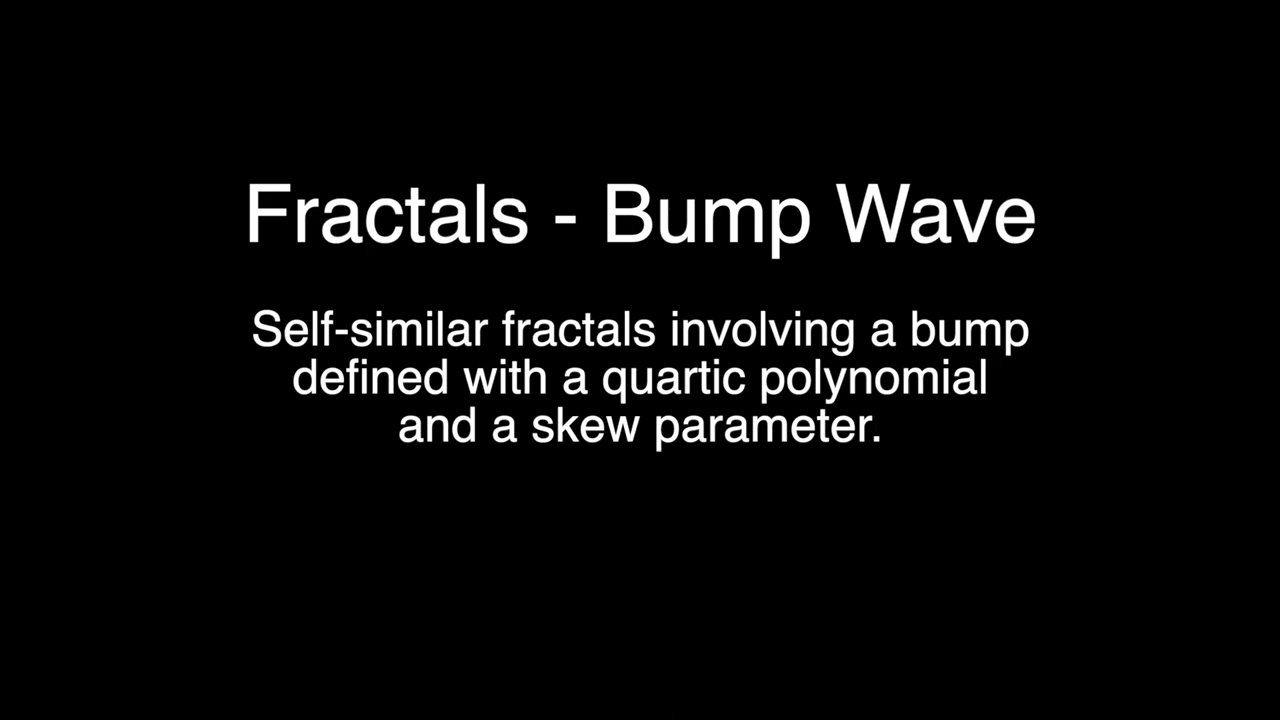 Fractals - Bump Wave
Self-similar fractals involving a bump
defined with a quartic polynomial
and a skew parameter.